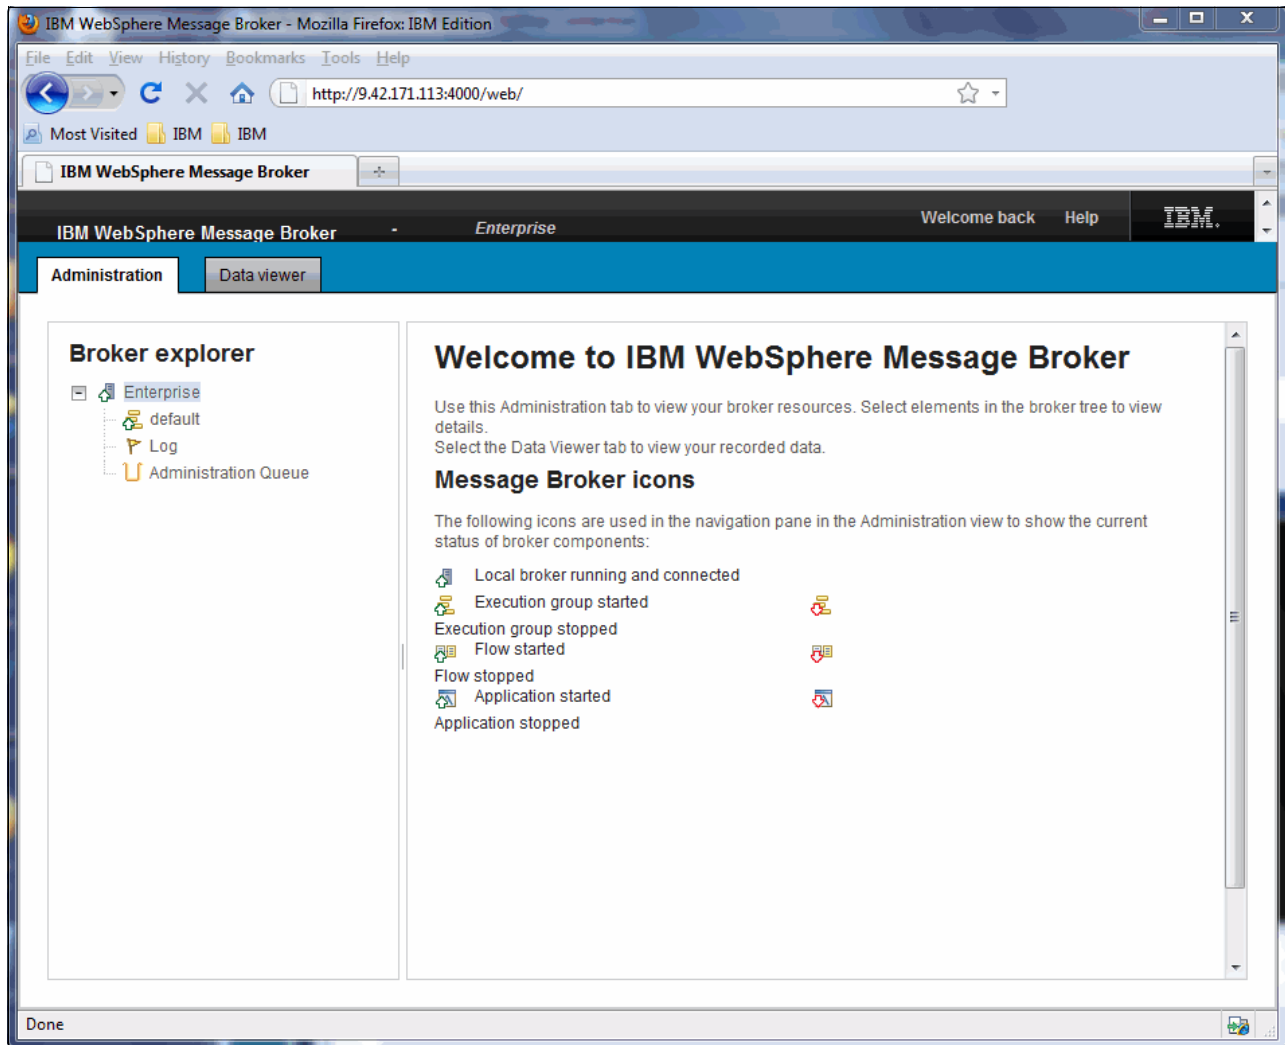 IBM WebSphere Message Broker - Mozilla Firefox: IBM Edition
File Edit View History Bookmarks Tools Help
http://9.42.171.113:4000/web/
Most Visited IBM IBM
IBM WebSphere Message Broker
IBM WebSphere Message Broker - Enterprise Welcome back Help IBM.
Administration Data viewer
Broker explorer
Enterprise
default
Log
Administration Queue
Welcome to IBM WebSphere Message Broker
Use this Administration tab to view your broker resources. Select elements in the broker tree to view
details.
Select the Data Viewer tab to view your recorded data.
Message Broker icons
The following icons are used in the navigation pane in the Administration view to show the current
status of broker components:
Local broker running and connected
Execution group started
Execution group stopped
Flow started
Flow stopped
Application started
Application stopped
Done